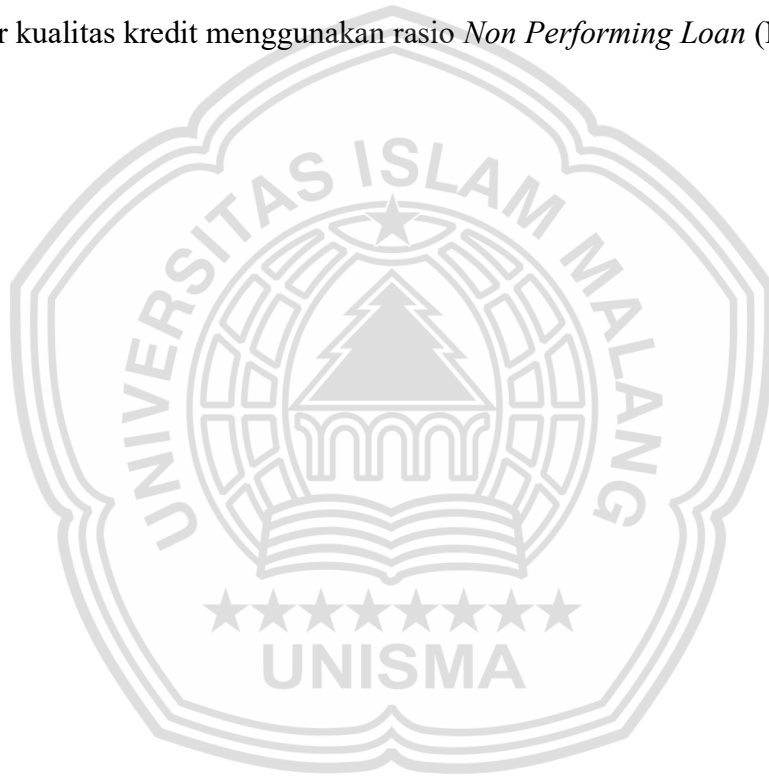 kualitas kredit menggunakan rasio Non Performing Loan
UNIVERSITAS ISLAM MALANG
UNISMA